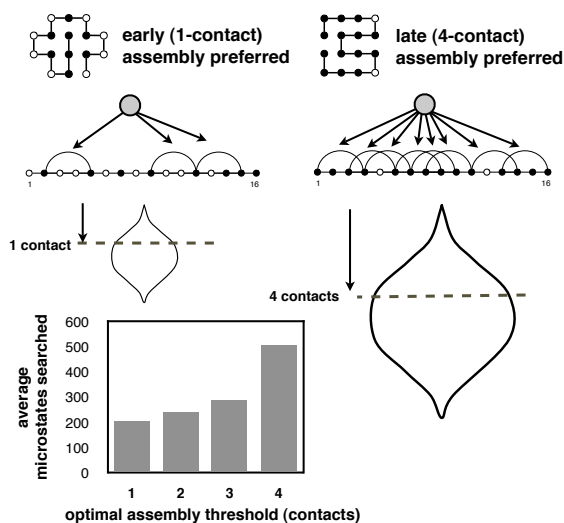 early (1-contact)
assembly preferred
late (4-contact)
assembly preferred
1
16
1
16
1 contact
4 contacts
average
microstates searched
600
500
400
300
200
100
0
1 2 3 4
optimal assembly threshold (contacts)